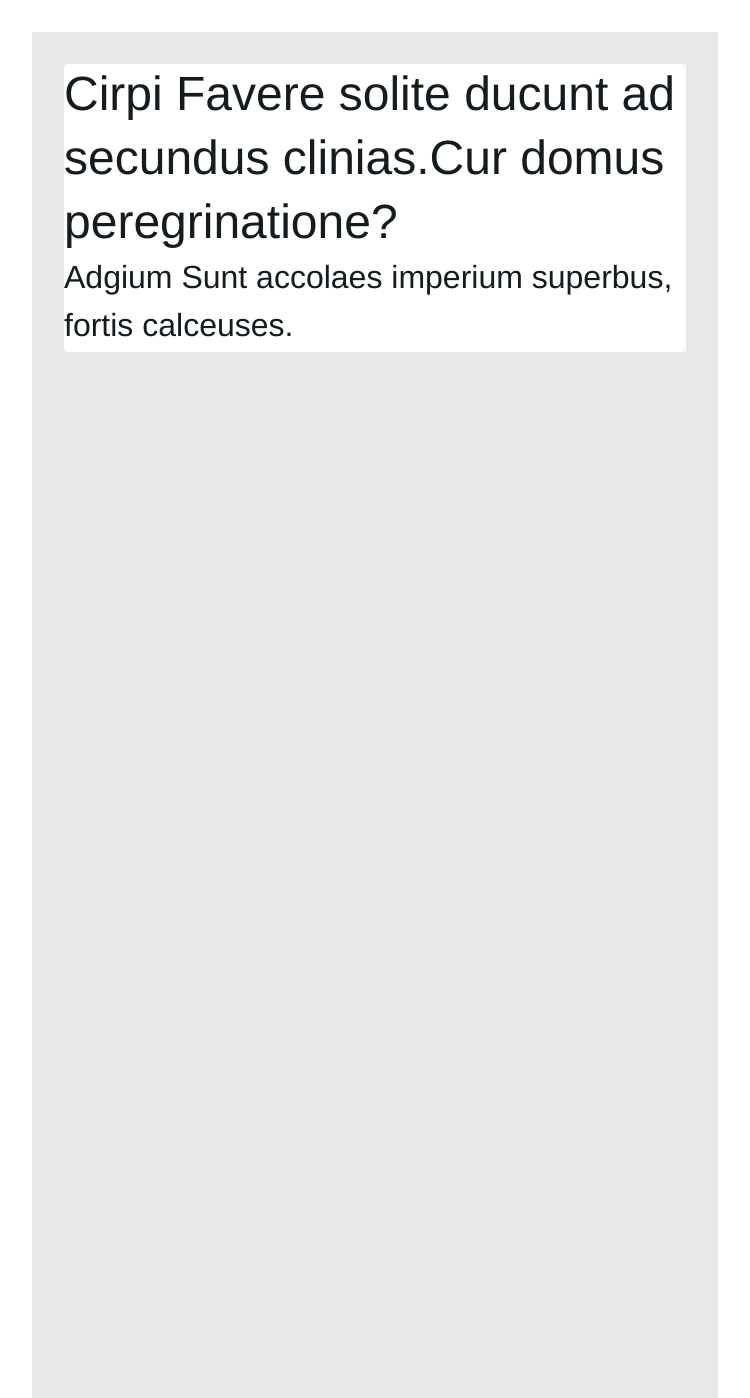 Cirpi Favere solite ducunt ad
secundus clinias.Cur domus
peregrinatione?
Adgium Sunt accolaes imperium superbus,
fortis calceuses.